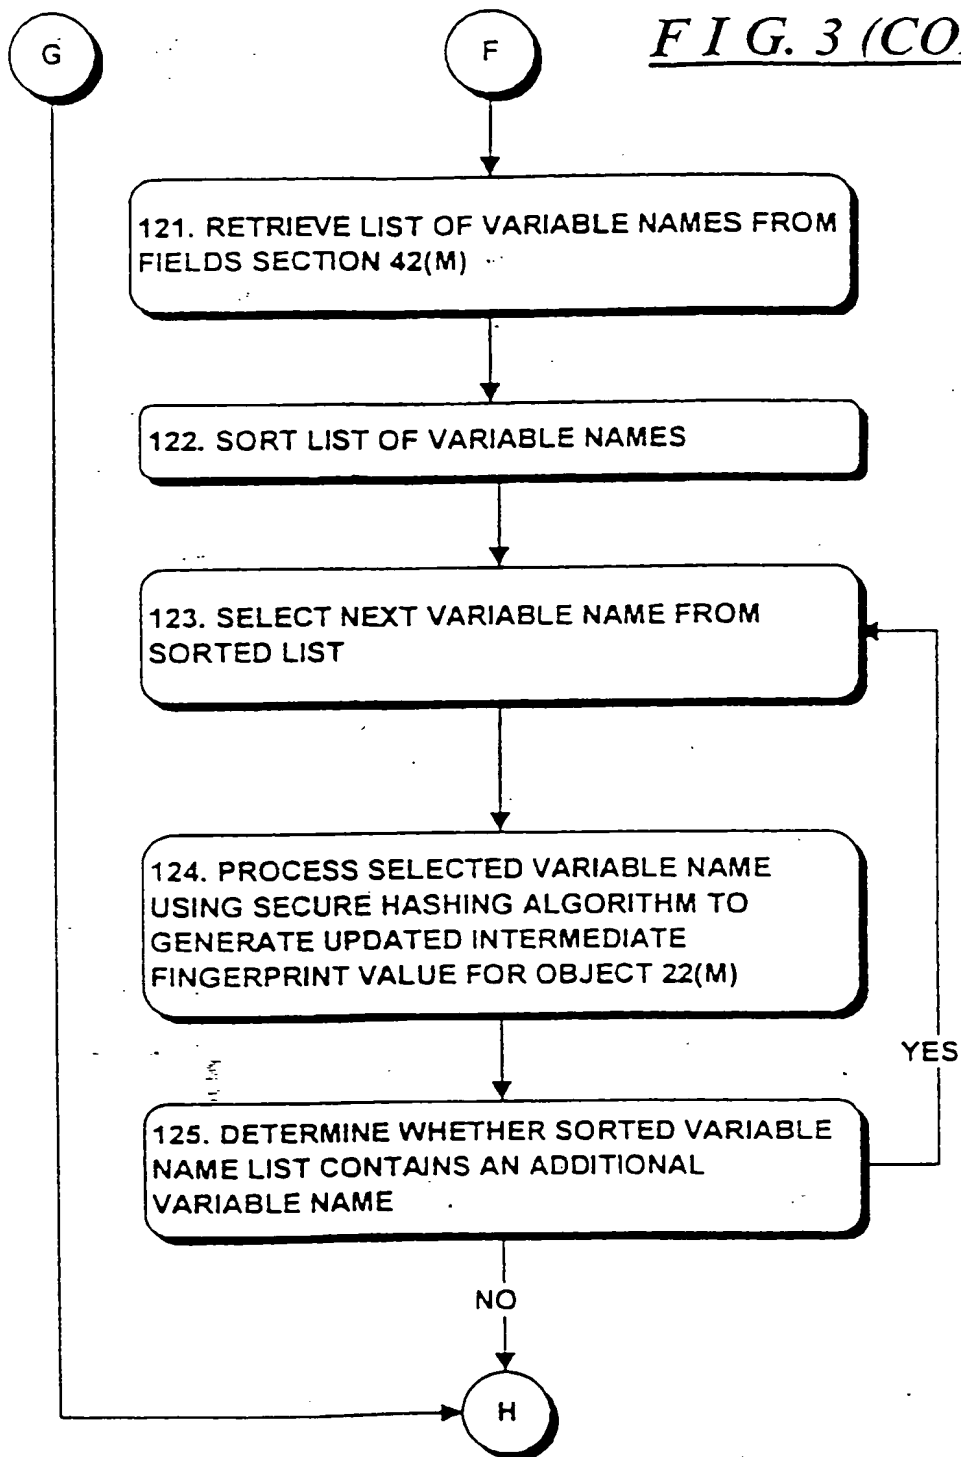 G
F
F I G. 3
121. RETRIEVE LIST OF VARIABLE NAMES FROM
FIELDS SECTION 42(M)
122. SORT LIST OF VARIABLE NAMES
123. SELECT NEXT VARIABLE NAME FROM
SORTED LIST
124. PROCESS SELECTED VARIABLE NAME
USING SECURE HASHING ALGORITHM TO
GENERATE UPDATED INTERMEDIATE
FINGERPRINT VALUE FOR OBJECT 22(M)
YES
125. DETERMINE WHETHER SORTED VARIABLE
NAME LIST CONTAINS AN ADDITIONAL
VARIABLE NAME
NO
H